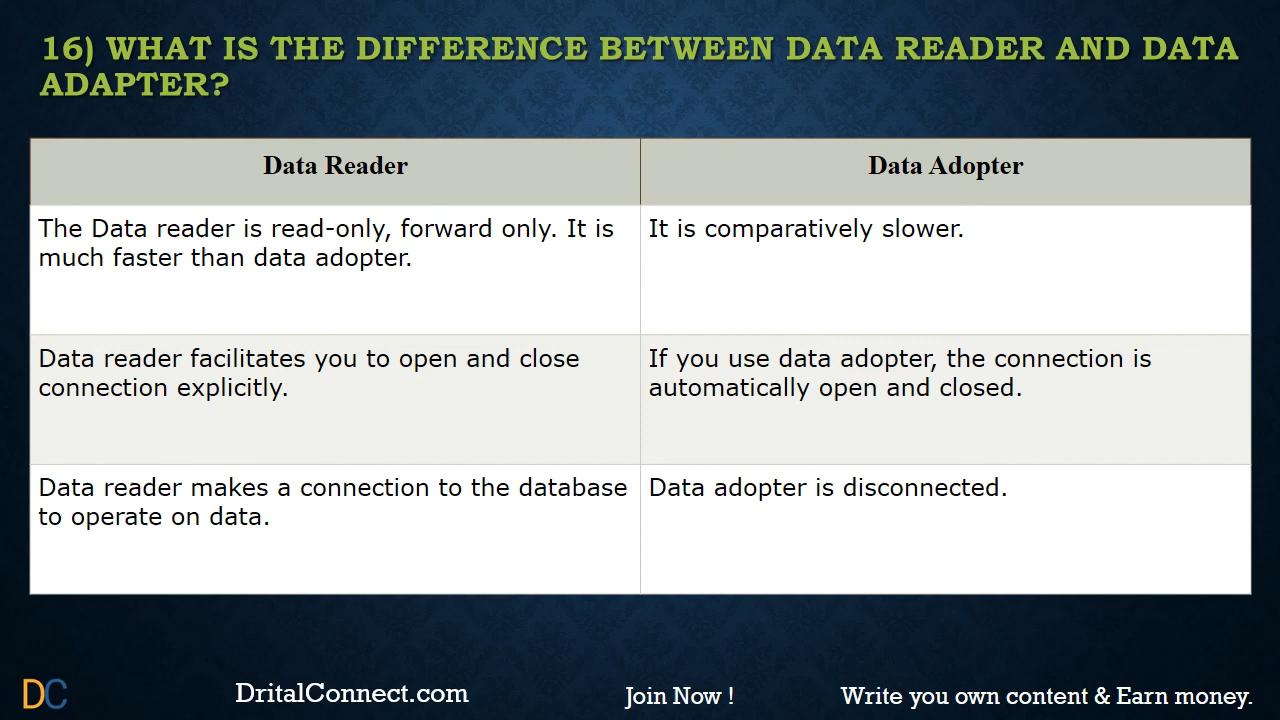 16) WHAT IS THE DIFFERENCE BETWEEN DATA READER AND DATA
ADAPTER?
Data Reader
Data Adopter
The Data reader is read-only, forward only. It is
much faster than data adopter.
It is comparatively slower.
Data reader facilitates you to open and close
connection explicitly.
If you use data adopter, the connection is
automatically open and closed.
Data reader makes a connection to the database
to operate on data.
Data adopter is disconnected.
DC
DritalConnect.com
Join Now !
Write you own content & Earn money.